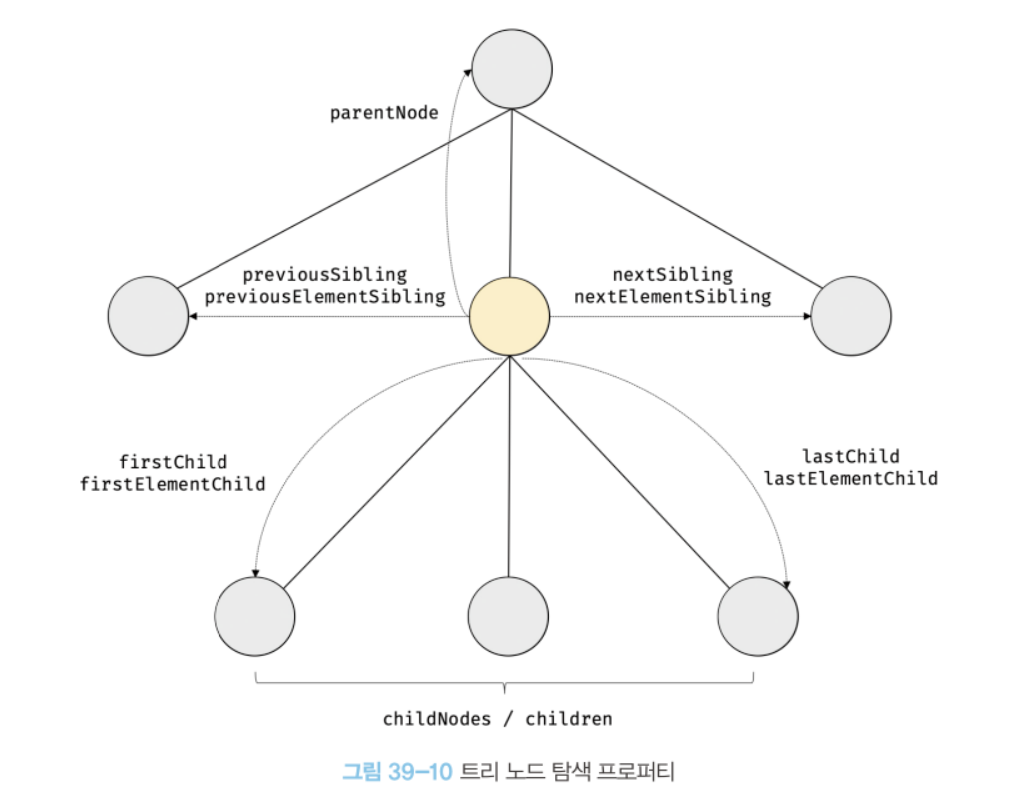 parentNode
previousSibling
previousElementSibling
nextSibling
nextElementSibling
firstChild
firstElementChild
lastChild
lastElementChild
childNodes / children
그림 39-10 트리 노드 탐색 프로퍼티